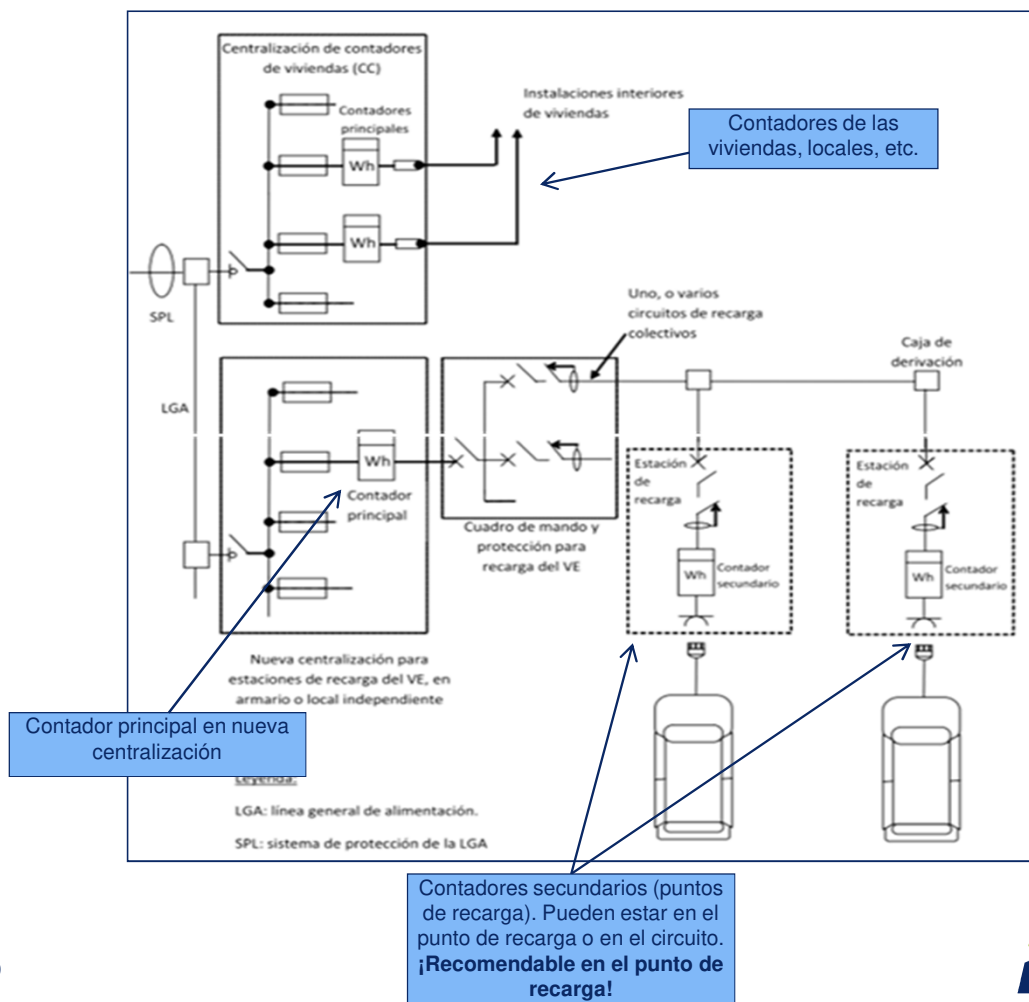 Centralización de contadores
de viviendas (CC)
Contadores
principales
Wh
Wh
Instalaciones interiores
de viviendas
Contadores de las
viviendas, locales, etc.
SPL
LGA
Uno, o varios
circuitos de recarga
colectivos
Caja de
derivación
Wh
Contador
principal
Cuadro de mando y
protección para
recarga del VE
Estación
de
recarga
Wh
Contador
secundario
Estación
de
recarga
Wh
Contador
secundario
Nueva centralización para
estaciones de recarga del VE, en
armario o local independiente
Contador principal en nueva
centralización
Leyenda:
LGA: línea general de alimentación.
SPL: sistema de protección de la LGA
Contadores secundarios (puntos
de recarga). Pueden estar en el
punto de recarga o en el circuito.
¡Recomendable en el punto de
recarga!